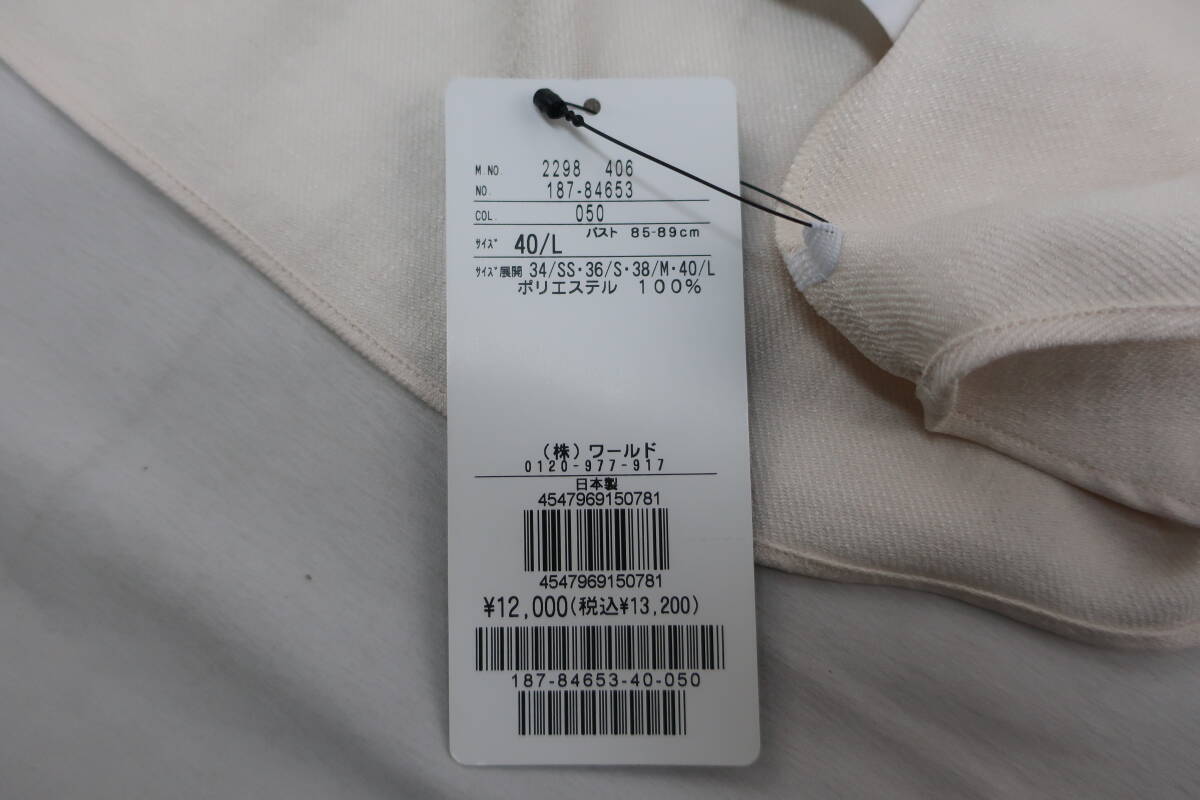 M.NO. 2298 406
NO. 187-84653
COL. 050
ｻｲｽﾞ 40/L バスト 85-89cm
ｻｲｽﾞ展開 34/SS・36/S・38/M・40/L
ポリエステル 100%
(株)ワールド
0120-977-917
日本製
4547969150781
4547969150781
¥12,000(税込¥13,200)
187-84653-40-050